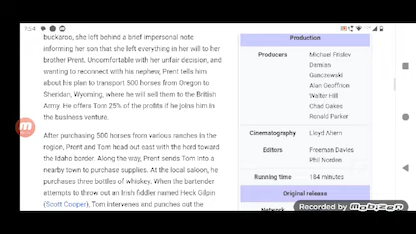 7:54
buckaroo, she left behind a brief impersonal note
informing her son that she left everything in her will to her
brother Prent. Uncomfortable with her unfair decision, and
wanting to reconnect with his nephew, Prent tells him
about his plan to transport 500 horses from Oregon to
Sheridan, Wyoming, where he will sell them to the British
Army. He offers Tom 25% of the profits if he joins him in
the business venture.
After purchasing 500 horses from various ranches in the
region, Prent and Tom head out east with the herd toward the
Idaho border. Along the way, Prent sends Tom into a
nearby town to purchase supplies. At the local saloon, he
purchases three bottles of whiskey. When the bartender
attempts to throw out an Irish fiddler named Heck Gilpin
(Scott Cooper), Tom intervenes and punches out the
Production
Producers
Michael Frislev
Damian
Ganczewski
Alan Geoffrion
Walter Hill
Chad Oakes
Ronald Parker
Cinematography Lloyd Ahern
Editors Freeman Davies
Phil Norden
Running time 184 minutes
Original release
Network
Recorded by Mobizen